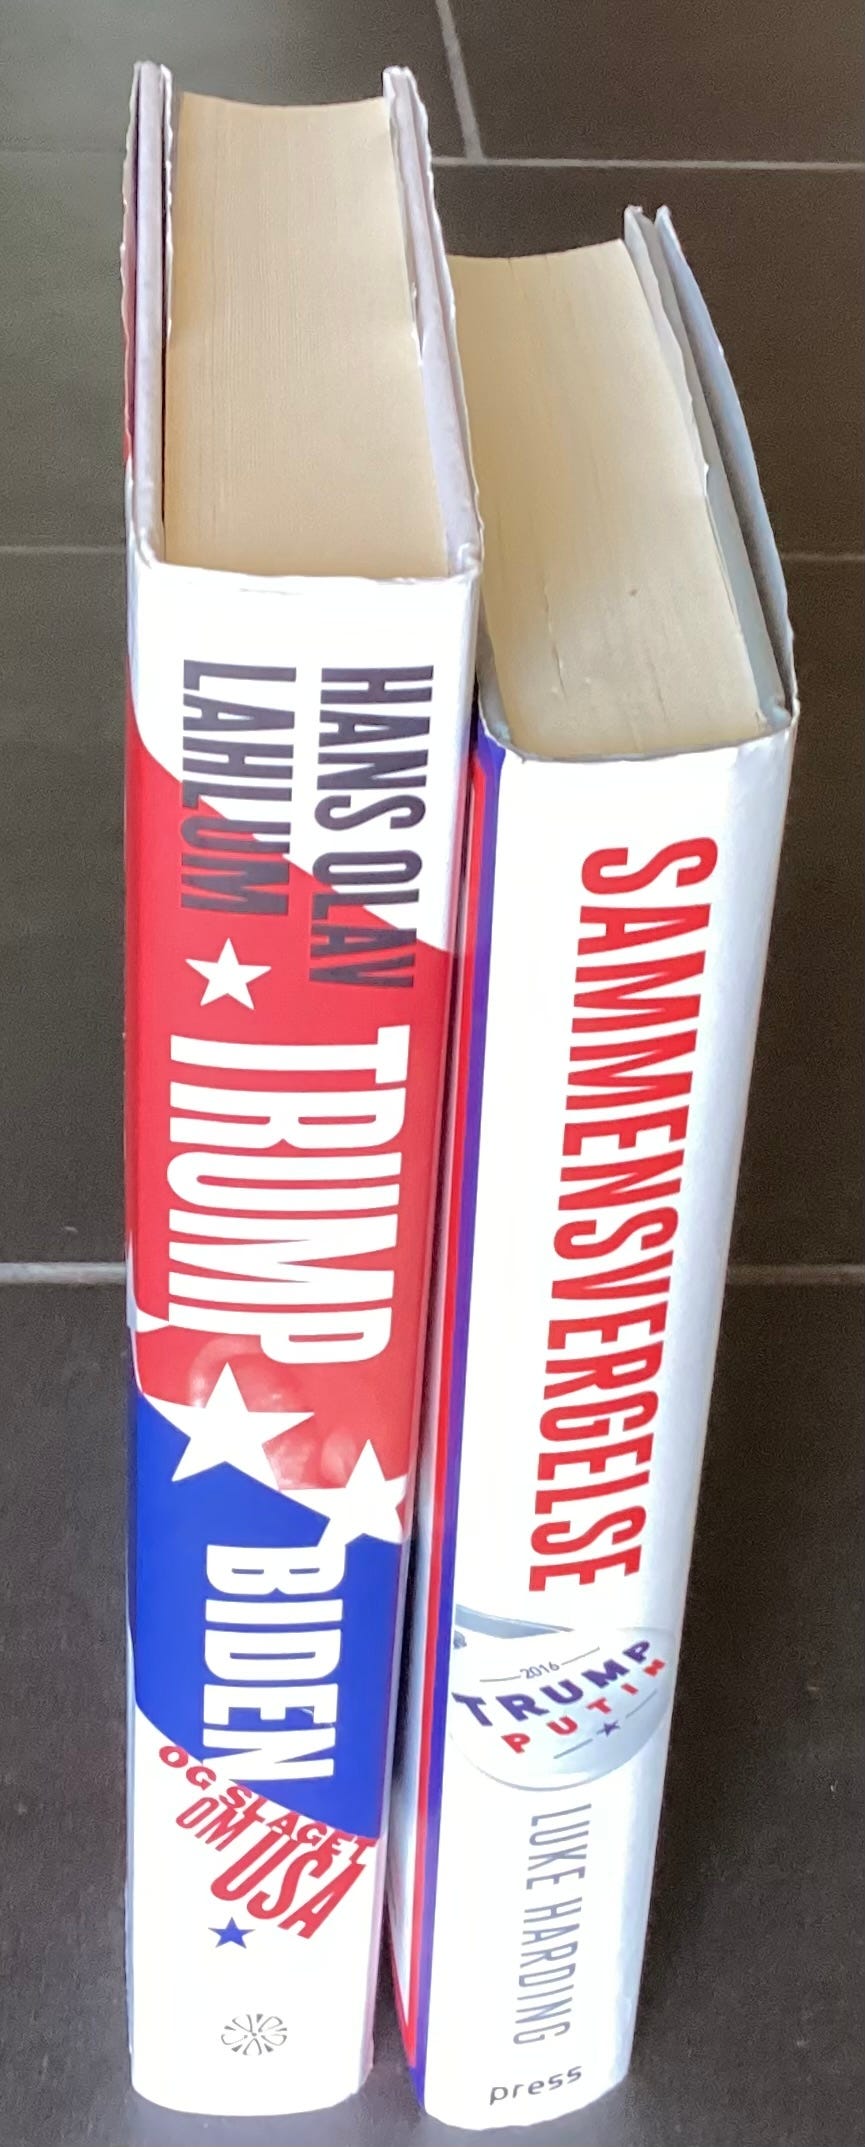 HANS OLAV
LAHLUM
TRUMP
BIDEN
OG SLAGET
OM USA
SAMMENSVERGELSE
2016
TRUMP
PUTIN
LUKE HARDING
press